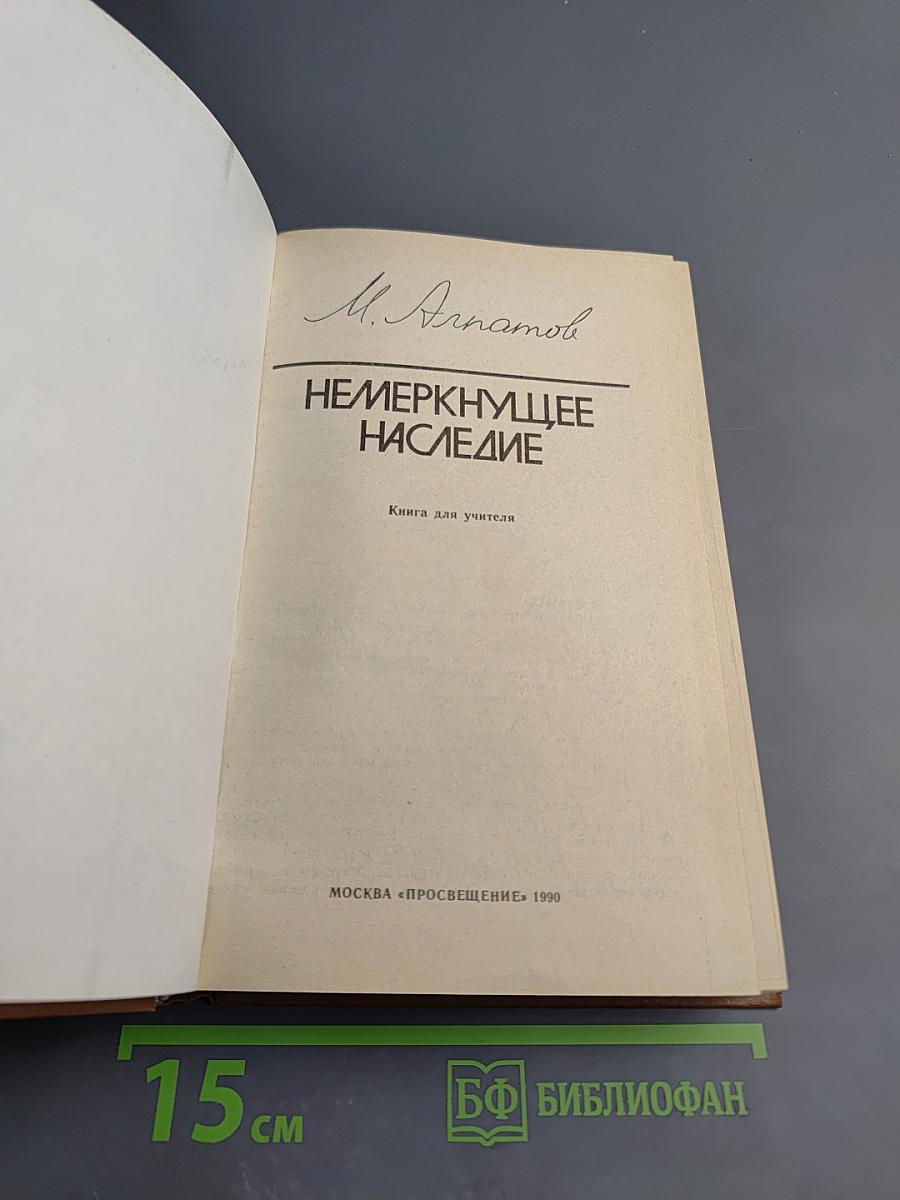 М. Алпатов
НЕМЕРКНУЩЕЕ
НАСЛЕДИЕ
Книга для учителя
МОСКВА «ПРОСВЕЩЕНИЕ» 1990
15 см
БФ БИБЛИОФАН